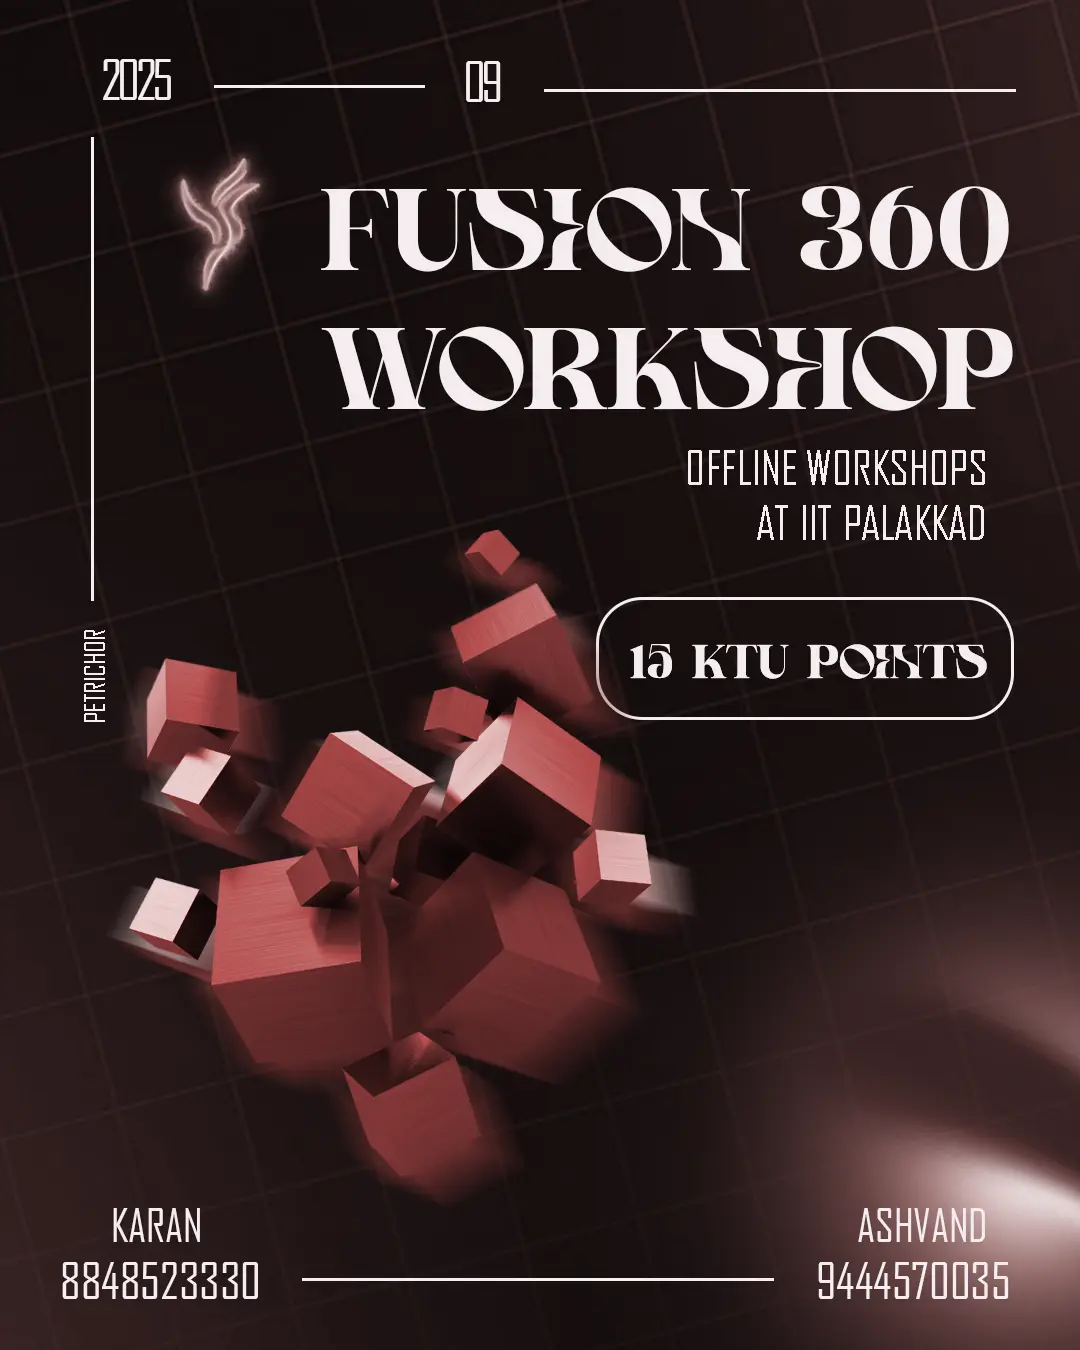 2025 09
FUSION 360
WORKSHOP
OFFLINE WORKSHOPS
AT IIT PALAKKAD
15 KTU POINTS
PETRICHOR
KARAN
8848523330
ASHVAND
9444570035